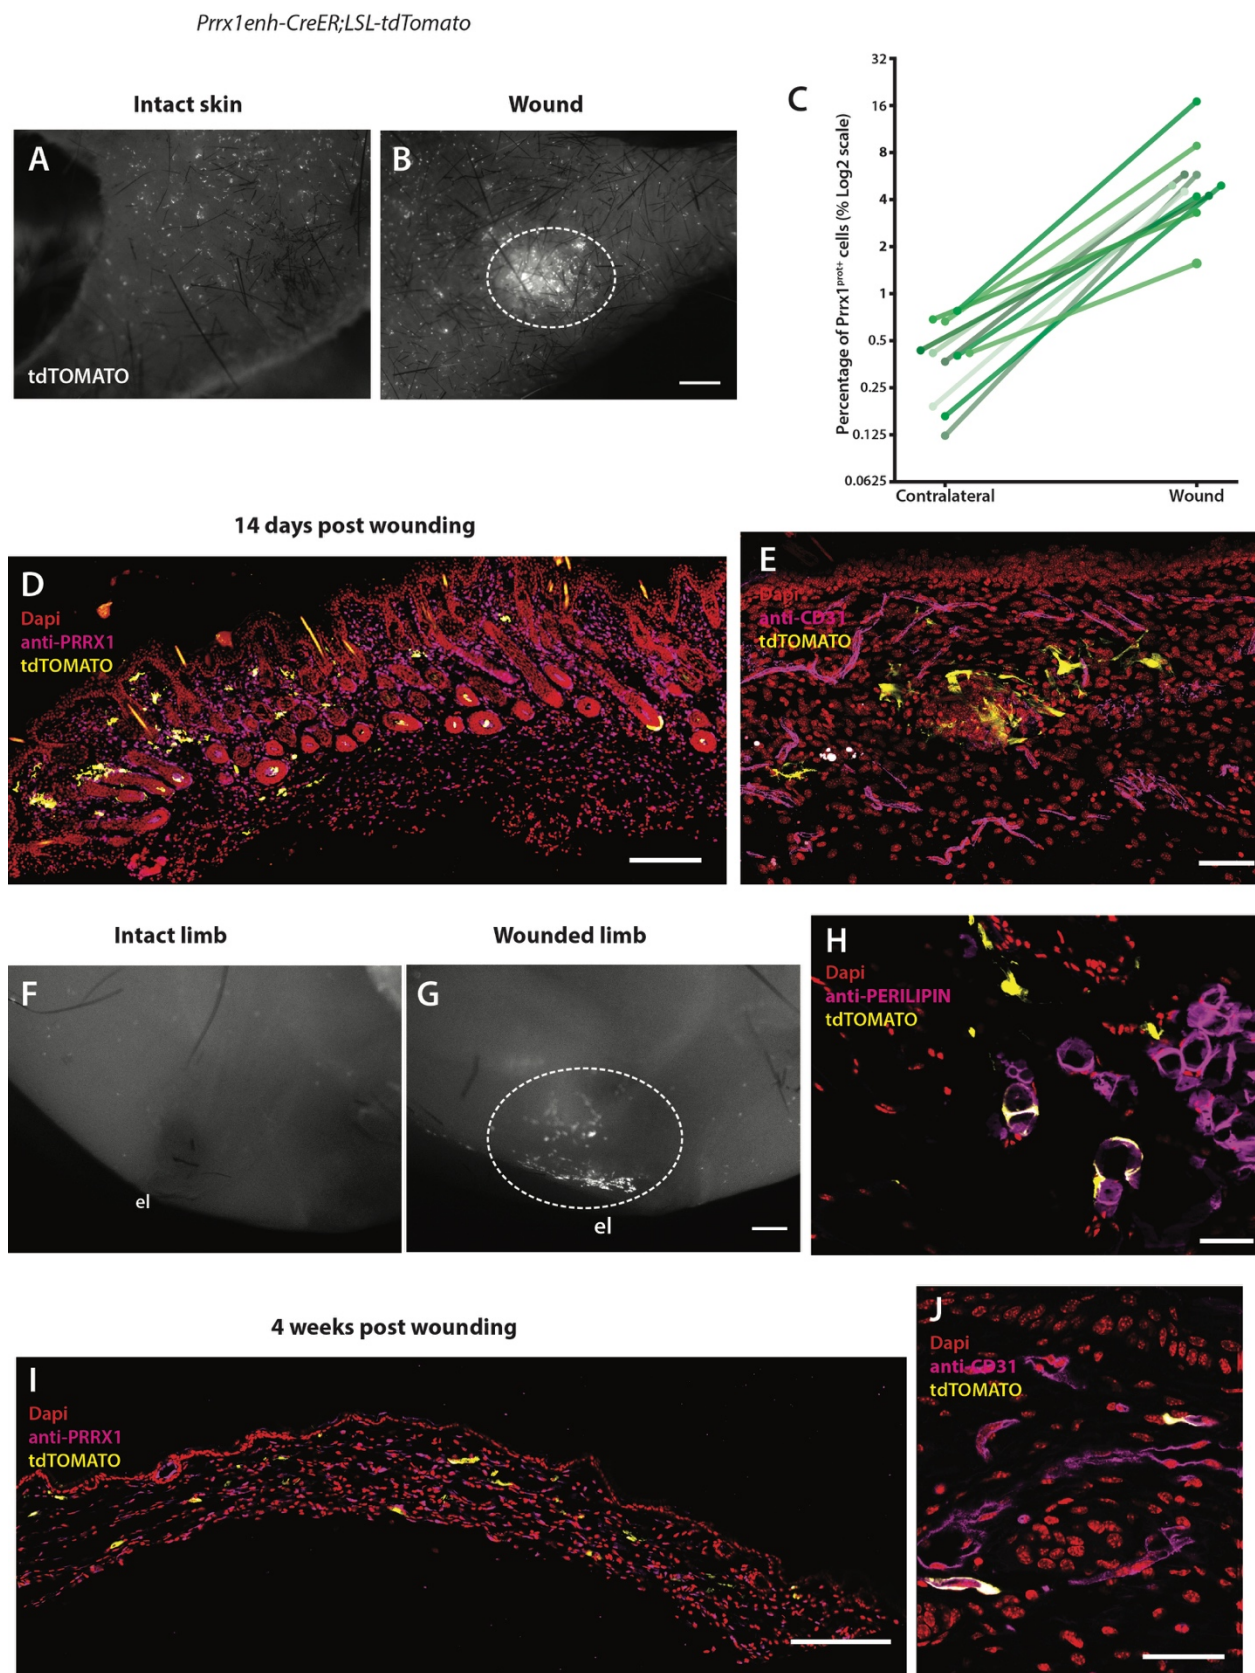 Prrx1enh-CreER;LSL-tdTomato
Intact skin
Wound
A
tdTOMATO
B
C
Percentage of Prrx1prot+ cells (% Log2 scale)
32
16
8
4
2
1
0.5
0.25
0.125
0.0625
Contralateral
Wound
14 days post wounding
D
Dapi
anti-PRRX1
tdTOMATO
E
Dapi
anti-CD31
tdTOMATO
Intact limb
Wounded limb
F
el
G
el
H
Dapi
anti-PERILIPIN
tdTOMATO
4 weeks post wounding
I
Dapi
anti-PRRX1
tdTOMATO
J
Dapi
anti-CD31
tdTOMATO